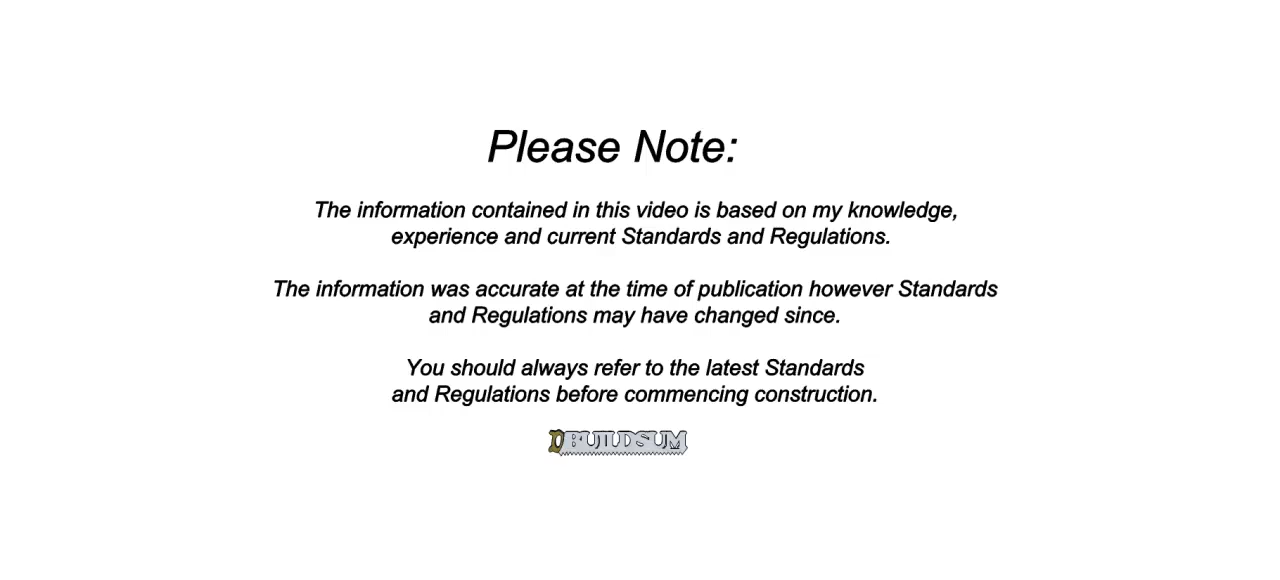 Please Note:
The information contained in this video is based on my knowledge,
experience and current Standards and Regulations.
The information was accurate at the time of publication however Standards
and Regulations may have changed since.
You should always refer to the latest Standards
and Regulations before commencing construction.
BUILDSUM